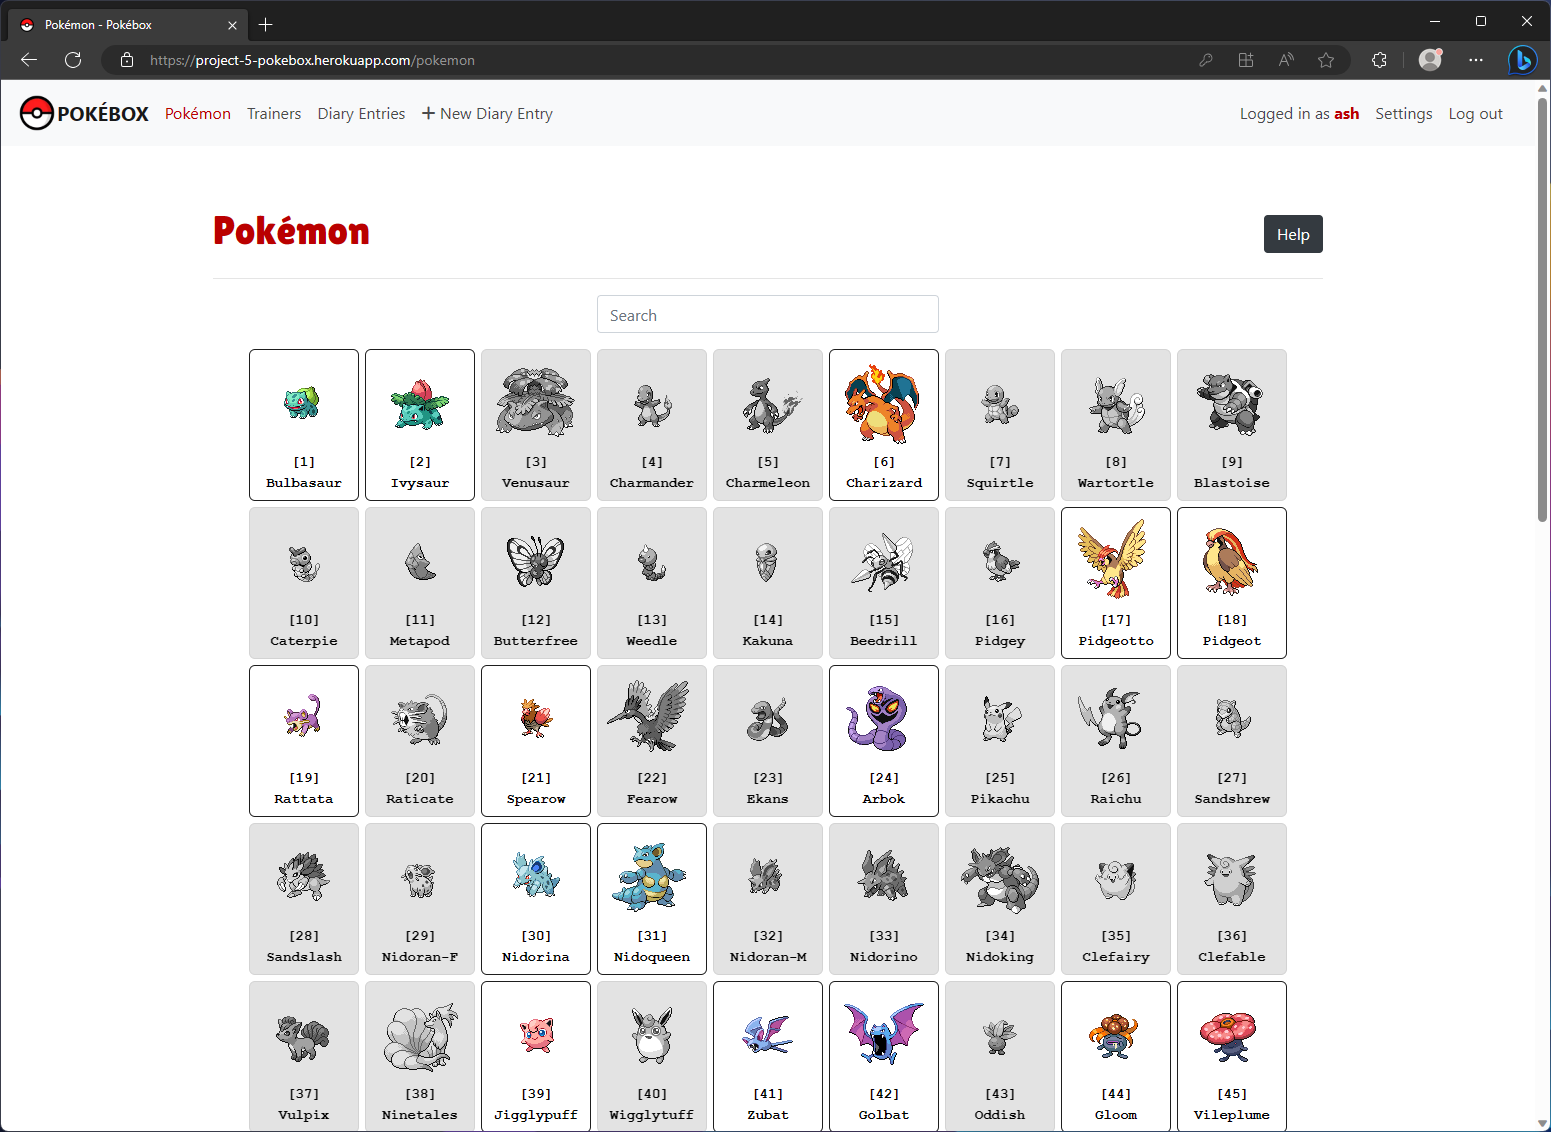 Pokémon - Pokébox
https://project-5-pokebox.herokuapp.com/pokemon
POKÉBOX Pokémon Trainers Diary Entries + New Diary Entry Logged in as ash Settings Log out
Pokémon
Help
Search
[1] [2] [3] [4] [5] [6] [7] [8] [9]
Bulbasaur Ivysaur Venusaur Charmander Charmeleon Charizard Squirtle Wartortle Blastoise
[10] [11] [12] [13] [14] [15] [16] [17] [18]
Caterpie Metapod Butterfree Weedle Kakuna Beedrill Pidgey Pidgeotto Pidgeot
[19] [20] [21] [22] [23] [24] [25] [26] [27]
Rattata Raticate Spearow Fearow Ekans Arbok Pikachu Raichu Sandshrew
[28] [29] [30] [31] [32] [33] [34] [35] [36]
Sandslash Nidoran-F Nidorina Nidoqueen Nidoran-M Nidorino Nidoking Clefairy Clefable
[37] [38] [39] [40] [41] [42] [43] [44] [45]
Vulpix Ninetales Jigglypuff Wigglytuff Zubat Golbat Oddish Gloom Vileplume